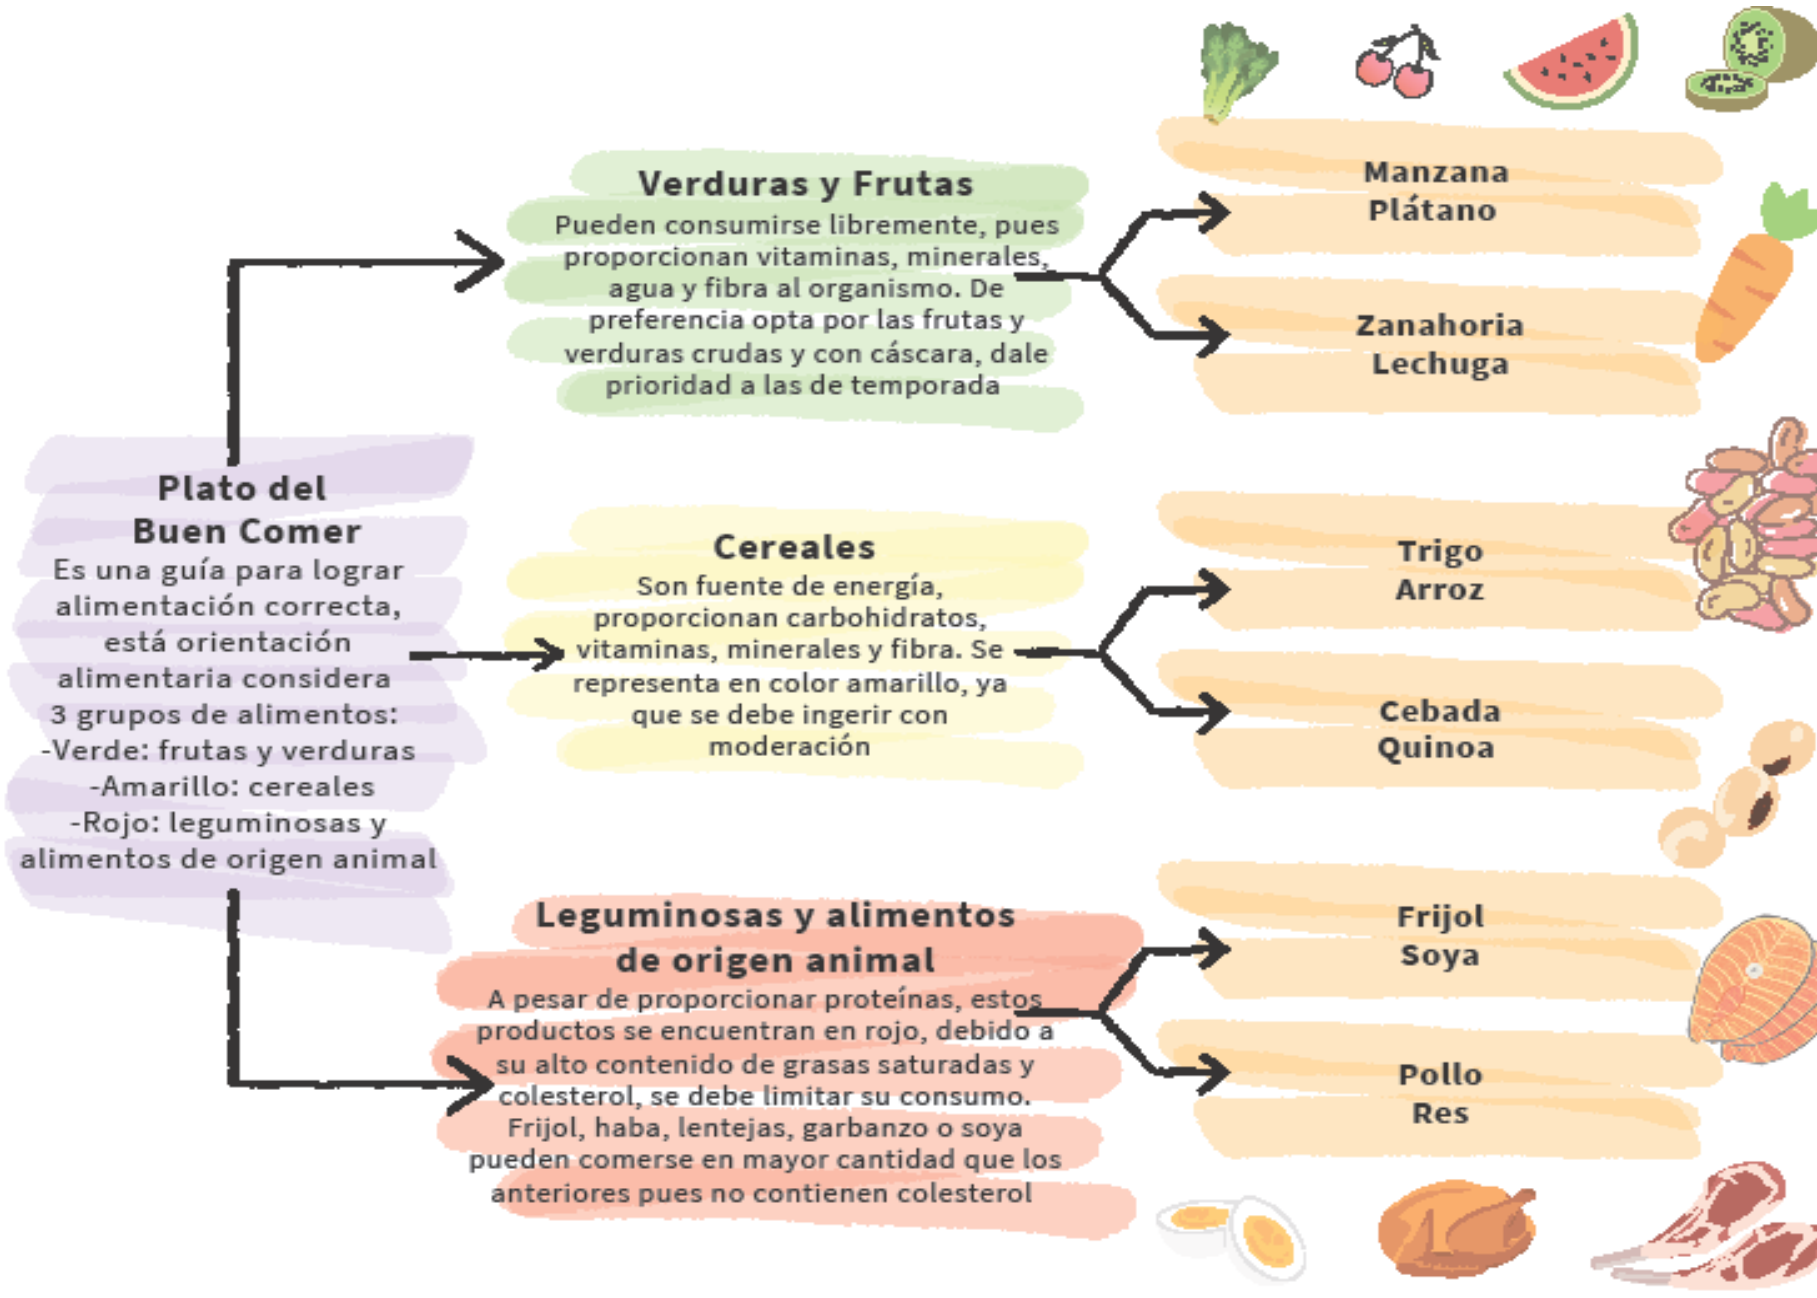 Plato del
Buen Comer
Es una guía para lograr
alimentación correcta,
está orientación
alimentaria considera
3 grupos de alimentos:
-Verde: frutas y verduras
-Amarillo: cereales
-Rojo: leguminosas y
alimentos de origen animal
Verduras y Frutas
Pueden consumirse libremente, pues
proporcionan vitaminas, minerales,
agua y fibra al organismo. De
preferencia opta por las frutas y
verduras crudas y con cáscara, dale
prioridad a las de temporada
Manzana
Plátano
Zanahoria
Lechuga
Cereales
Son fuente de energía,
proporcionan carbohidratos,
vitaminas, minerales y fibra. Se
representa en color amarillo, ya
que se debe ingerir con
moderación
Trigo
Arroz
Cebada
Quinoa
Leguminosas y alimentos
de origen animal
A pesar de proporcionar proteínas, estos
productos se encuentran en rojo, debido a
su alto contenido de grasas saturadas y
colesterol, se debe limitar su consumo.
Frijol, haba, lentejas, garbanzo o soya
pueden comerse en mayor cantidad que los
anteriores pues no contienen colesterol
Frijol
Soya
Pollo
Res